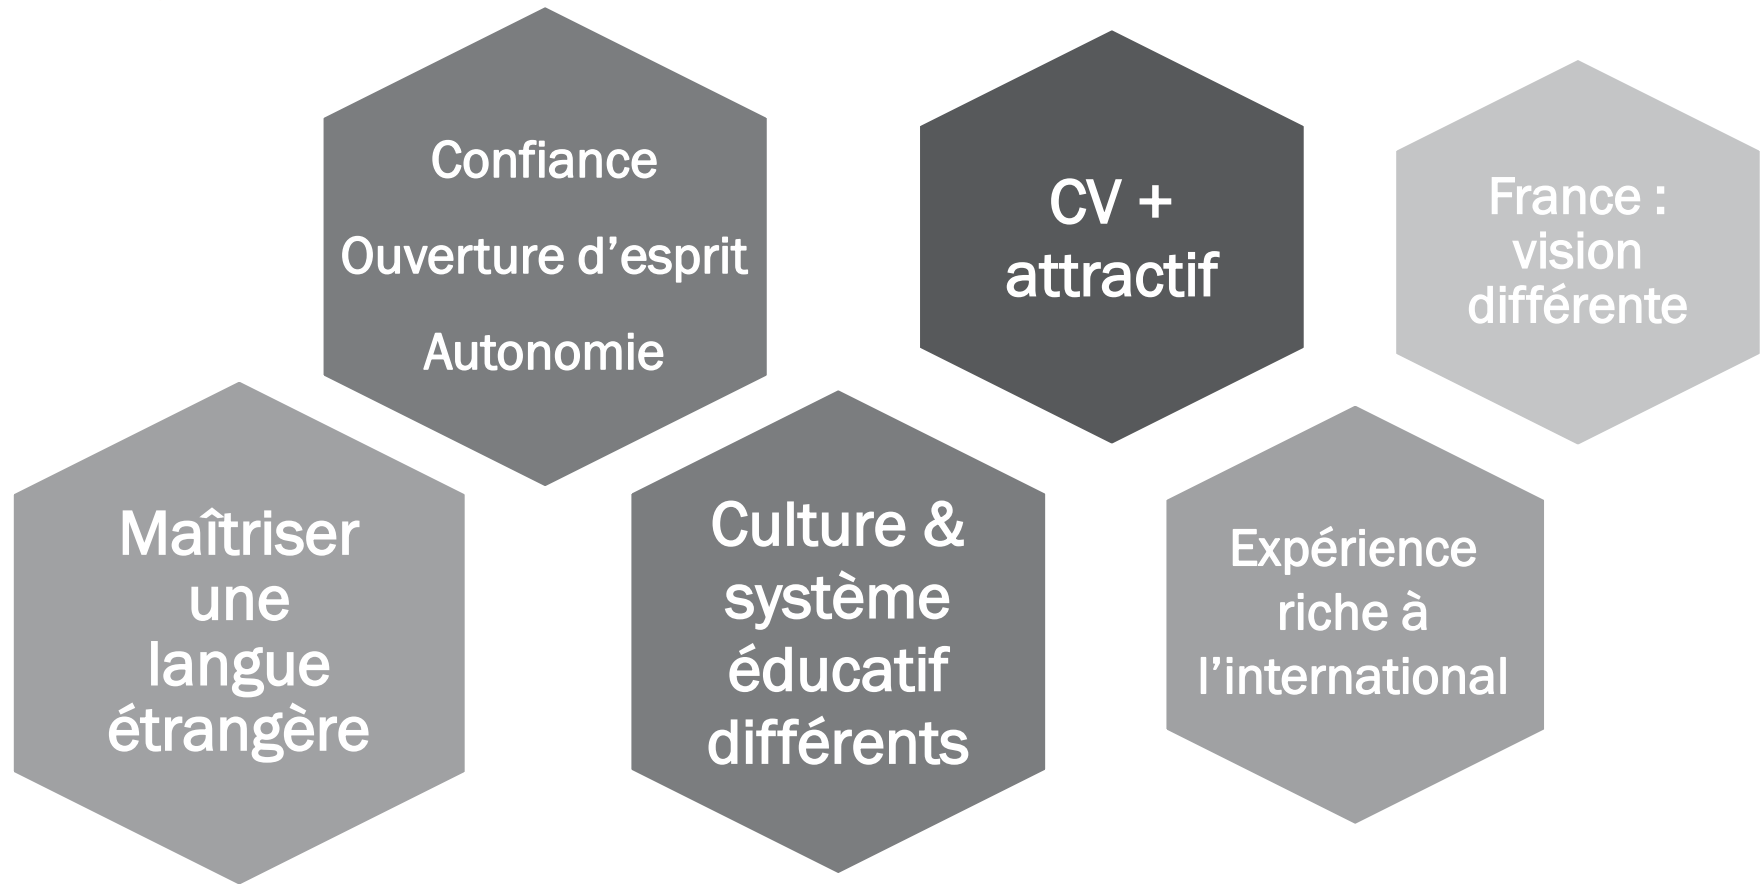 Confiance
Ouverture d’esprit
Autonomie
CV +
attractif
France :
vision
différente
Maîtriser
une
langue
étrangère
Culture &
système
éducatif
différents
Expérience
riche à
l’international